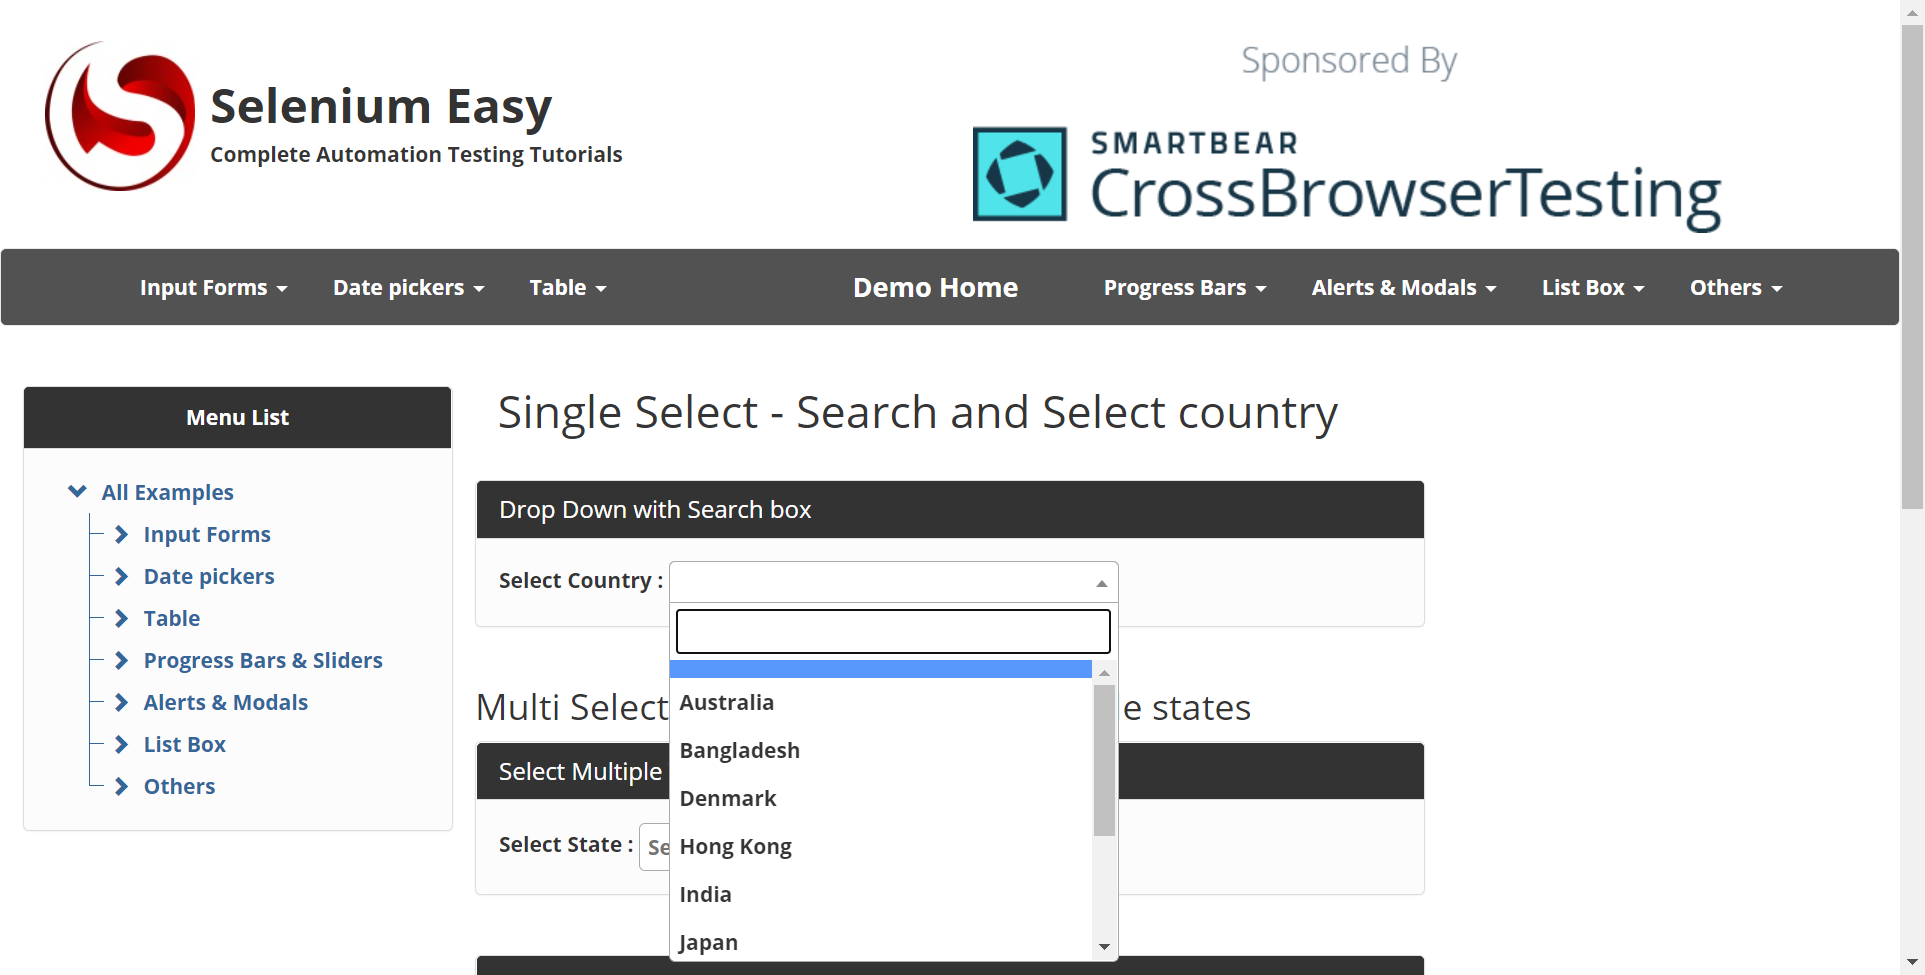 Selenium Easy
Complete Automation Testing Tutorials
Sponsored By
SMARTBEAR
CrossBrowserTesting
Input Forms
Date pickers
Table
Demo Home
Progress Bars
Alerts & Modals
List Box
Others
Menu List
All Examples
Input Forms
Date pickers
Table
Progress Bars & Sliders
Alerts & Modals
List Box
Others
Single Select - Search and Select country
Drop Down with Search box
Select Country :
Australia
Bangladesh
Denmark
Hong Kong
India
Japan
Multi Select
e states
Select Multiple
Select State :
Se